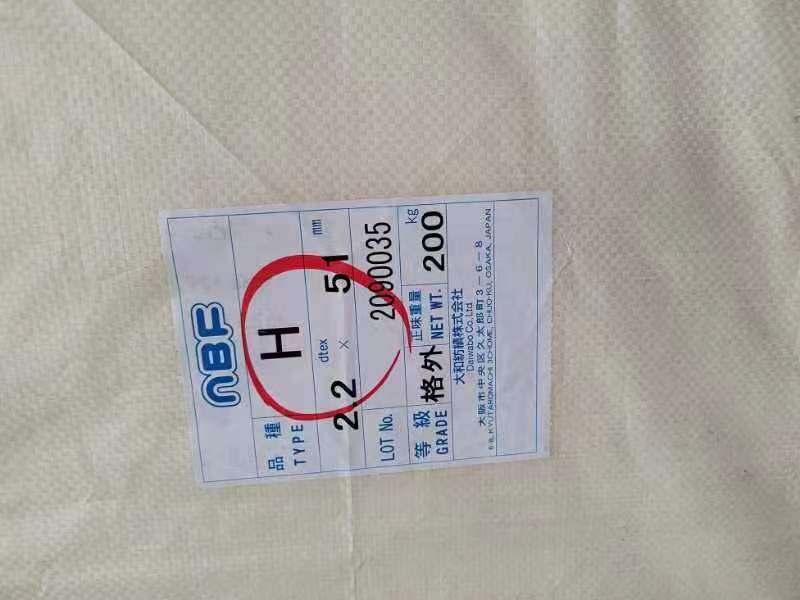 NBF
品種 H
TYPE
dtex mm
2.2 × 51
LOT No. 2090035
等級 格外 正味重量 200 kg
GRADE NET WT.
大和紡績株式会社
Daiwabo Co., Ltd.
大阪市中央区久太郎町3-6-8
6-8, KYUTAROMACHI 3CHOME, CHUO-KU, OSAKA, JAPAN